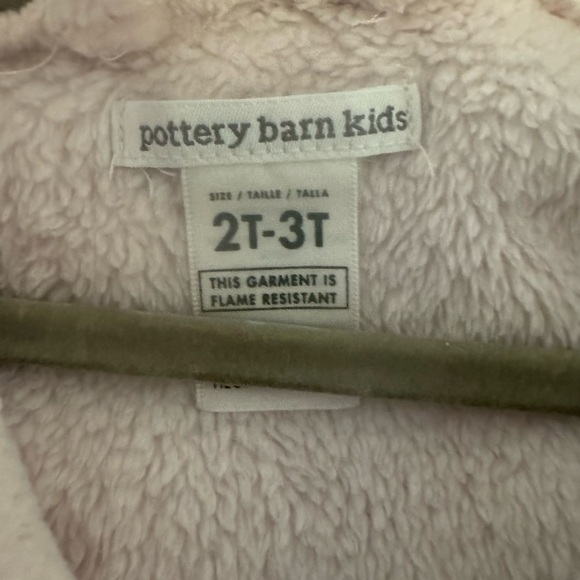 pottery barn kids
SIZE / TAILLE / TALLA
2T-3T
THIS GARMENT IS
FLAME RESISTANT